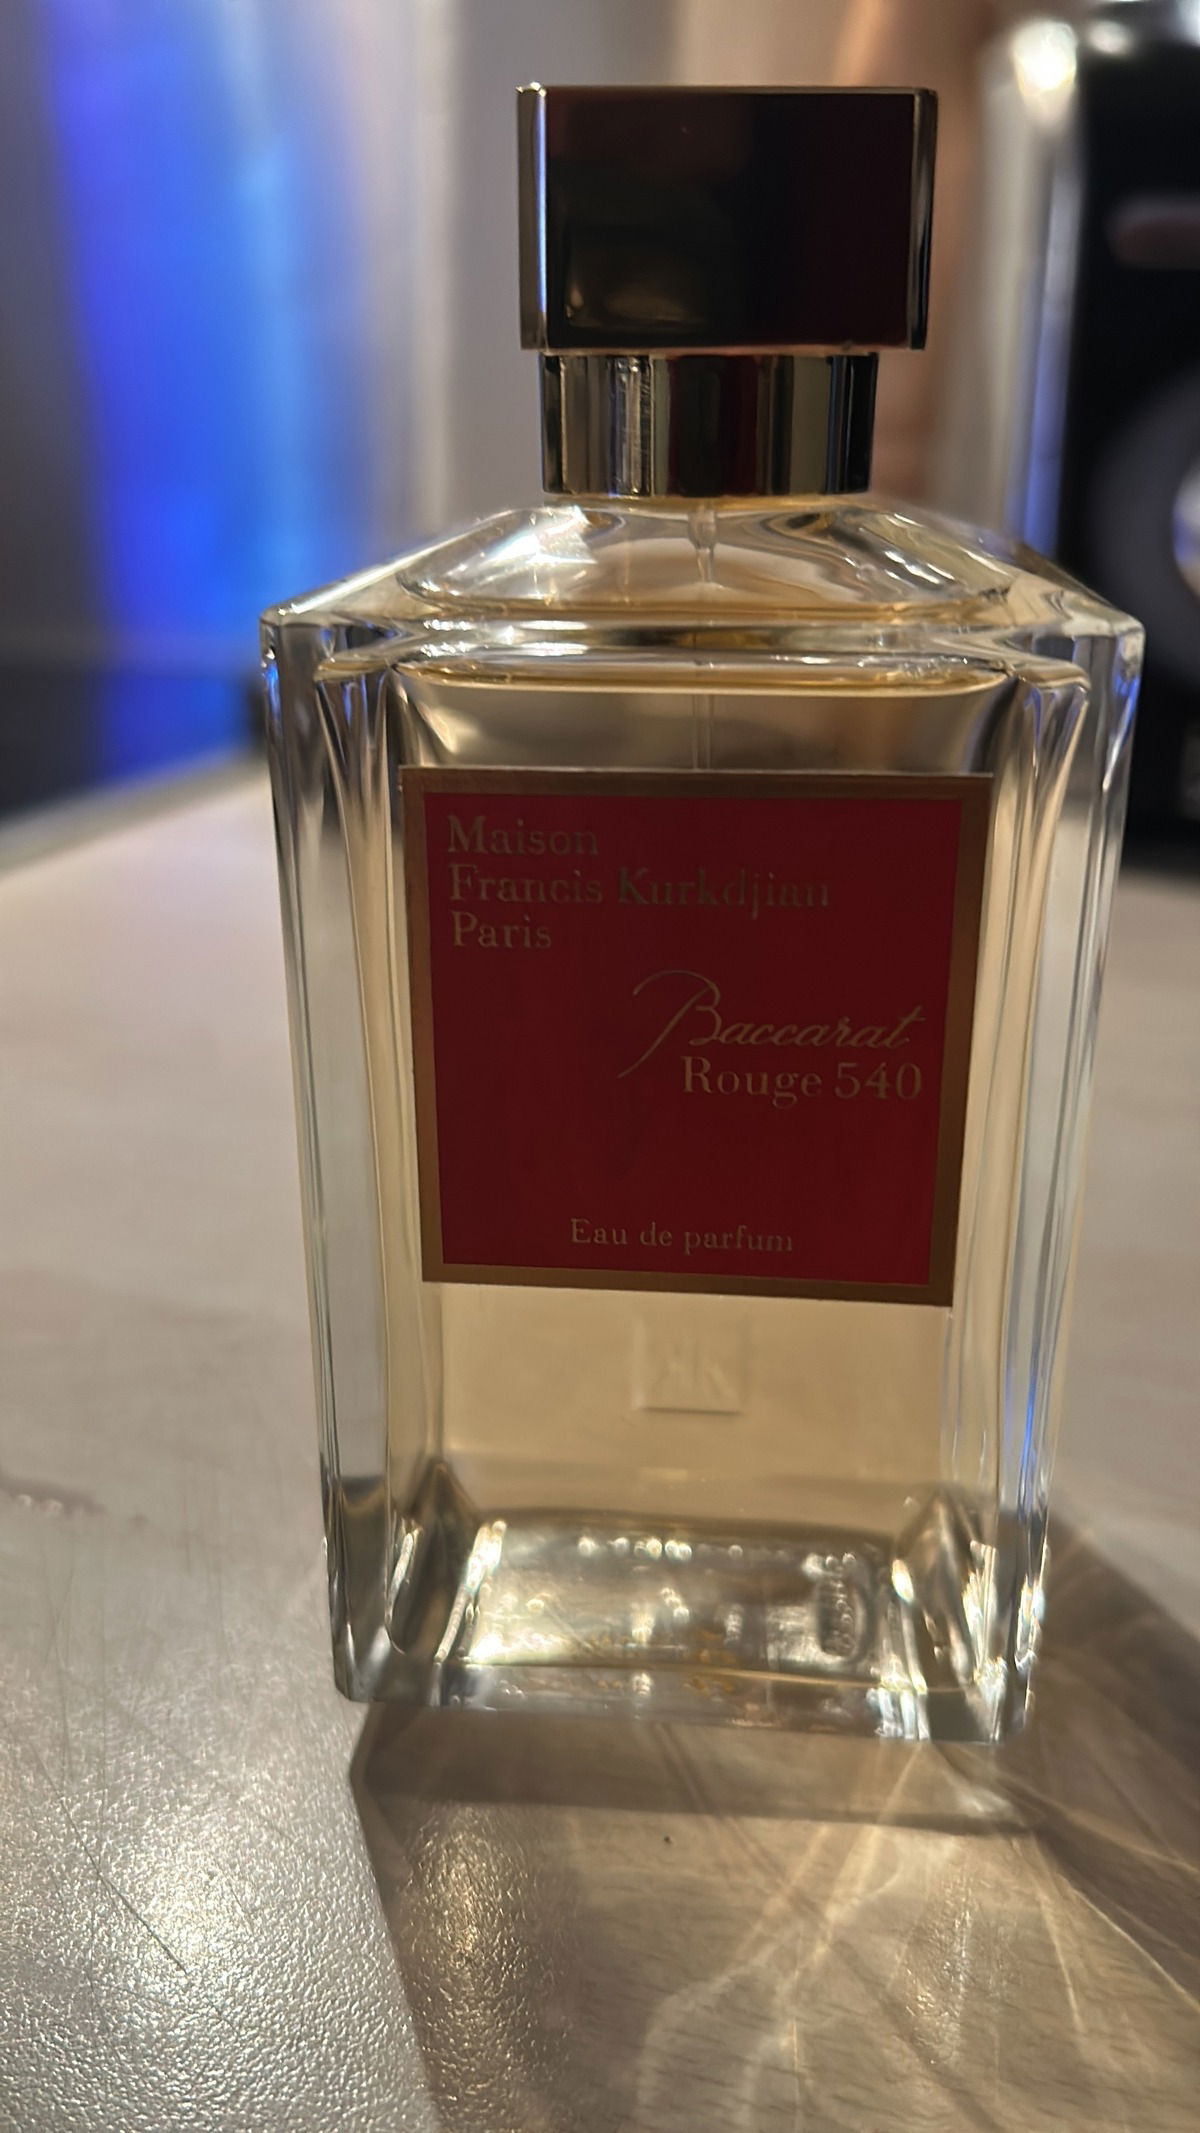 Maison
Francis Kurkdjian
Paris
Baccarat
Rouge 540
Eau de parfum